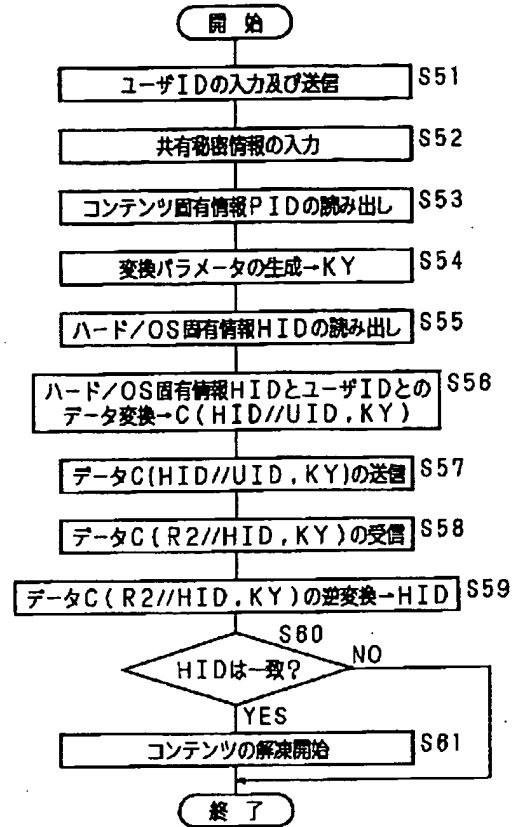 開 始
ユーザIDの入力及び送信 S51
共有秘密情報の入力 S52
コンテンツ固有情報PIDの読み出し S53
変換パラメータの生成→KY S54
ハード/OS固有情報HIDの読み出し S55
ハード/OS固有情報HIDとユーザIDとの S56
データ変換→C(HID//UID,KY)
データC(HID//UID,KY)の送信 S57
データC(R2//HID,KY)の受信 S58
データC(R2//HID,KY)の逆変換→HID S59
S60
HIDは一致? NO
YES
コンテンツの解凍開始 S61
終 了